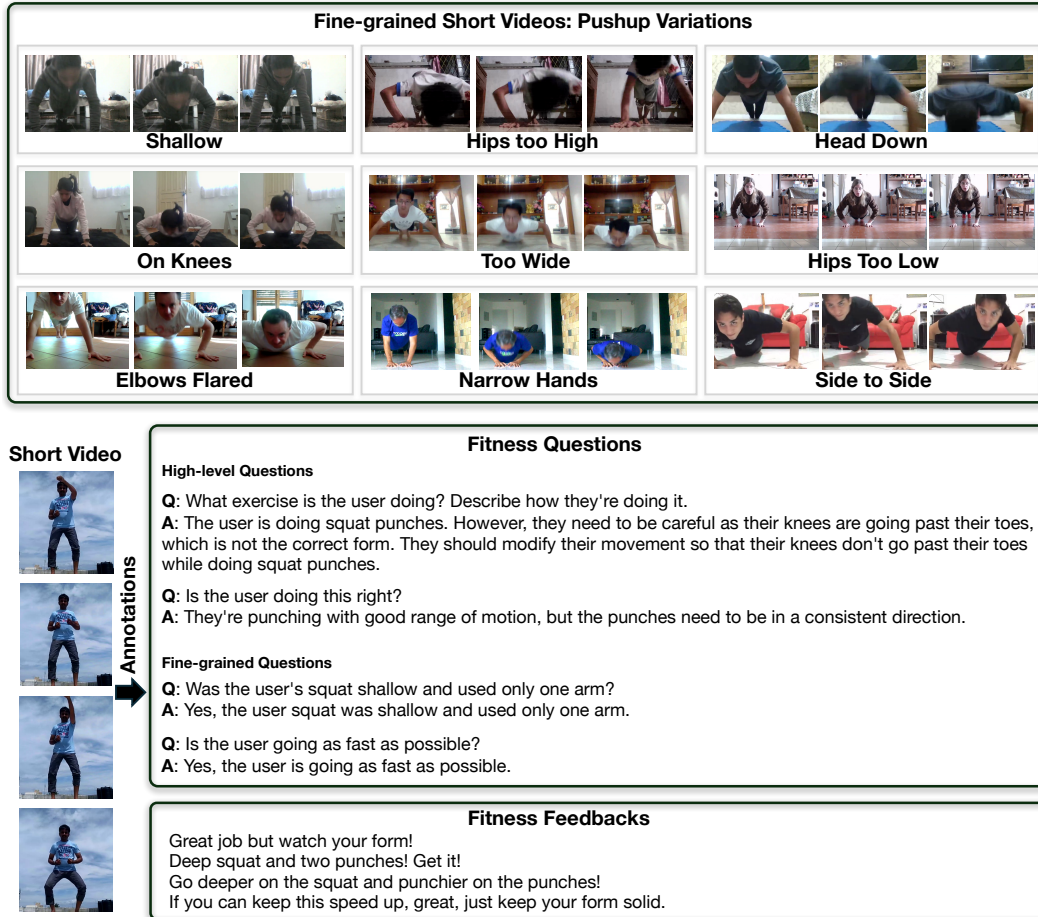 Fine-grained Short Videos: Pushup Variations
Shallow
Hips too High
Head Down
On Knees
Too Wide
Hips Too Low
Elbows Flared
Narrow Hands
Side to Side
Short Video
Annotations
Fitness Questions
High-level Questions
Q: What exercise is the user doing? Describe how they're doing it.
A: The user is doing squat punches. However, they need to be careful as their knees are going past their toes,
which is not the correct form. They should modify their movement so that their knees don't go past their toes
while doing squat punches.
Q: Is the user doing this right?
A: They're punching with good range of motion, but the punches need to be in a consistent direction.
Fine-grained Questions
Q: Was the user's squat shallow and used only one arm?
A: Yes, the user squat was shallow and used only one arm.
Q: Is the user going as fast as possible?
A: Yes, the user is going as fast as possible.
Fitness Feedbacks
Great job but watch your form!
Deep squat and two punches! Get it!
Go deeper on the squat and punchier on the punches!
If you can keep this speed up, great, just keep your form solid.